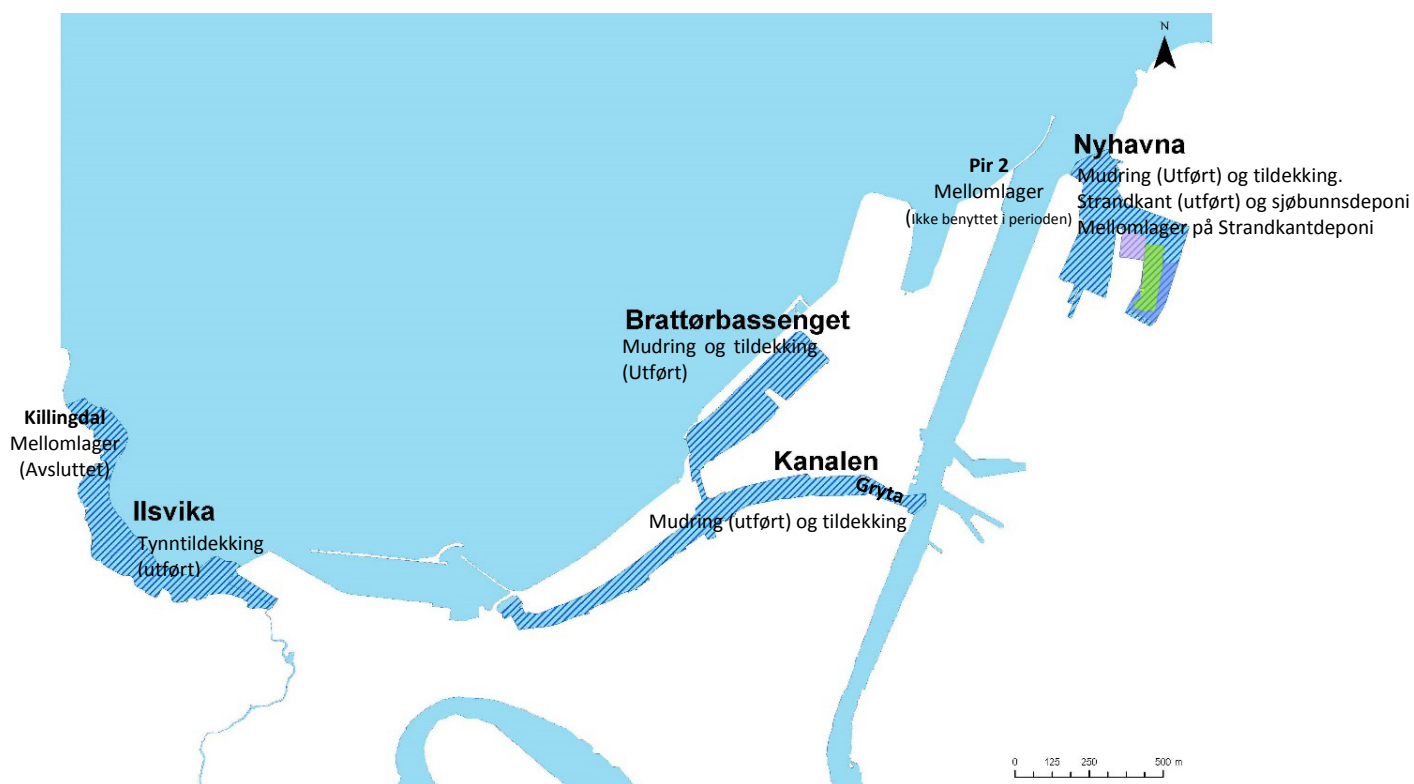 N
Nyhavna
Mudring (Utført) og tildekking.
Strandkant (utført) og sjøbunnsdeponi
Mellomlager på Strandkantdeponi
Pir 2
Mellomlager
(Ikke benyttet i perioden)
Brattørbassenget
Mudring og tildekking
(Utført)
Killingdal
Mellomlager
(Avsluttet)
Kanalen
Gryta
Mudring (utført) og tildekking
Ilsvika
Tynntildekking
(utført)
0 125 250 500 m